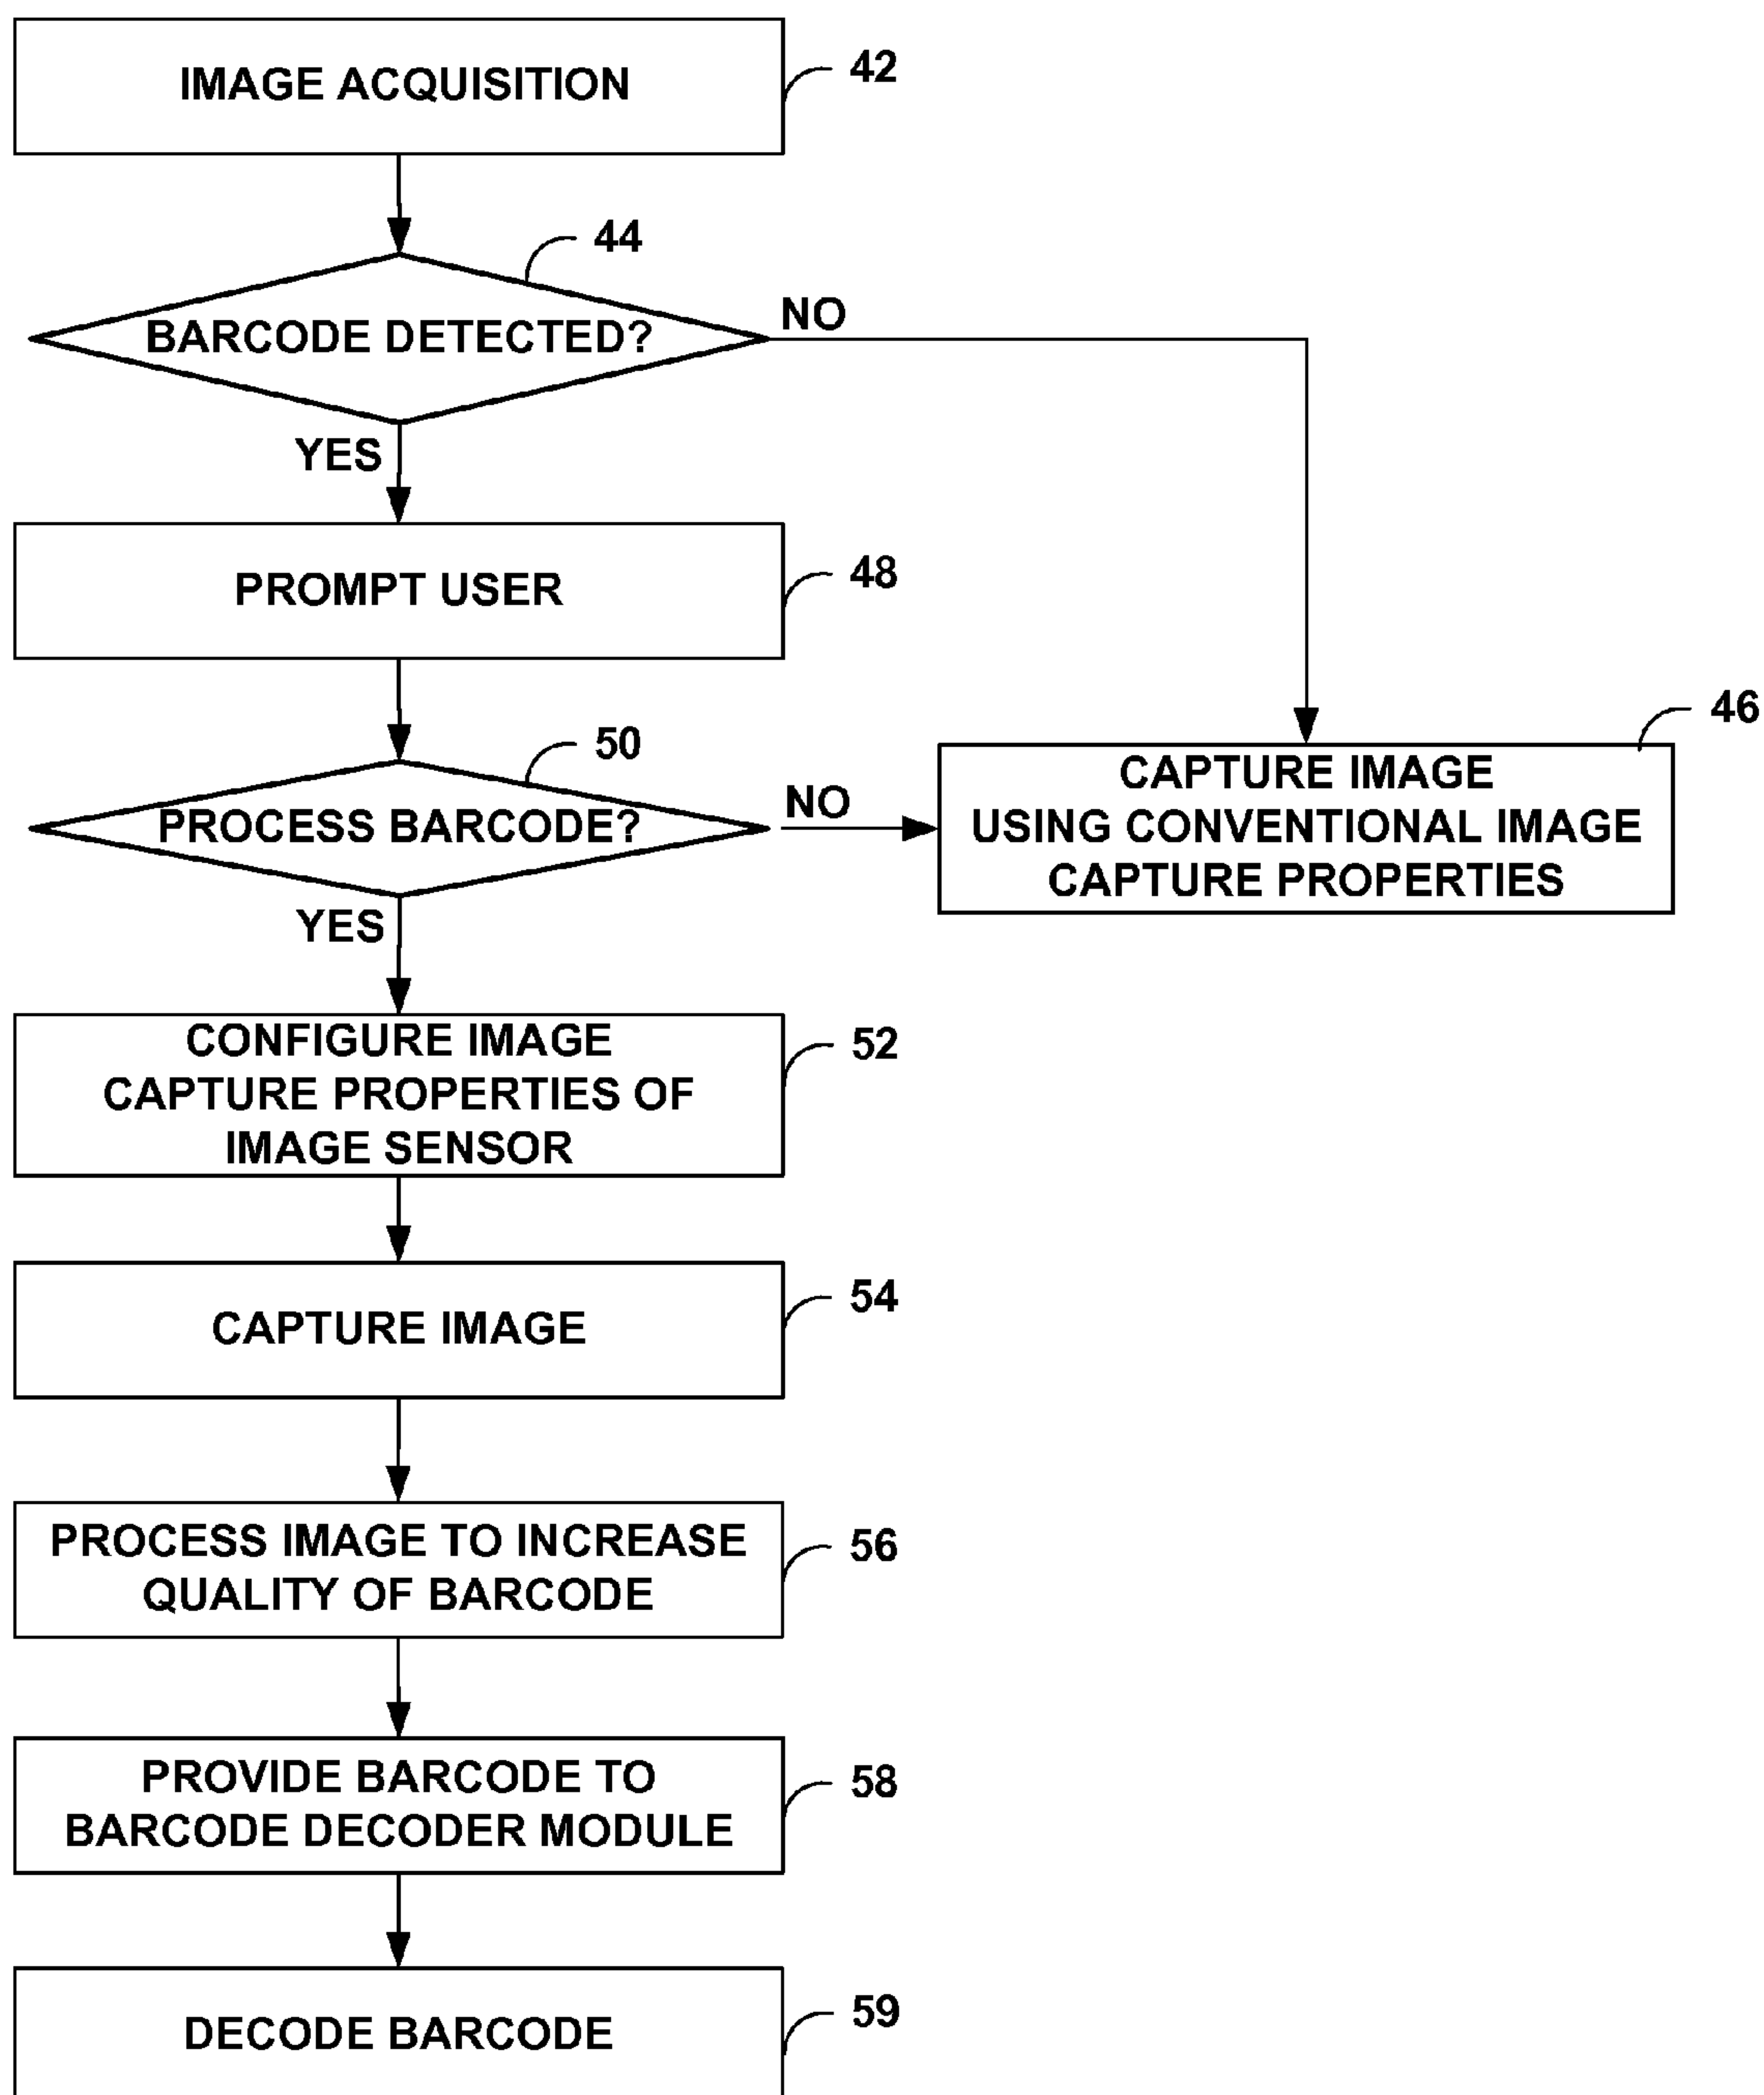 IMAGE ACQUISITION
42
44
BARCODE DETECTED?
NO
YES
PROMPT USER
48
50
PROCESS BARCODE?
NO
YES
46
CAPTURE IMAGE
USING CONVENTIONAL IMAGE
CAPTURE PROPERTIES
CONFIGURE IMAGE
CAPTURE PROPERTIES OF
IMAGE SENSOR
52
CAPTURE IMAGE
54
PROCESS IMAGE TO INCREASE
QUALITY OF BARCODE
56
PROVIDE BARCODE TO
BARCODE DECODER MODULE
58
DECODE BARCODE
59